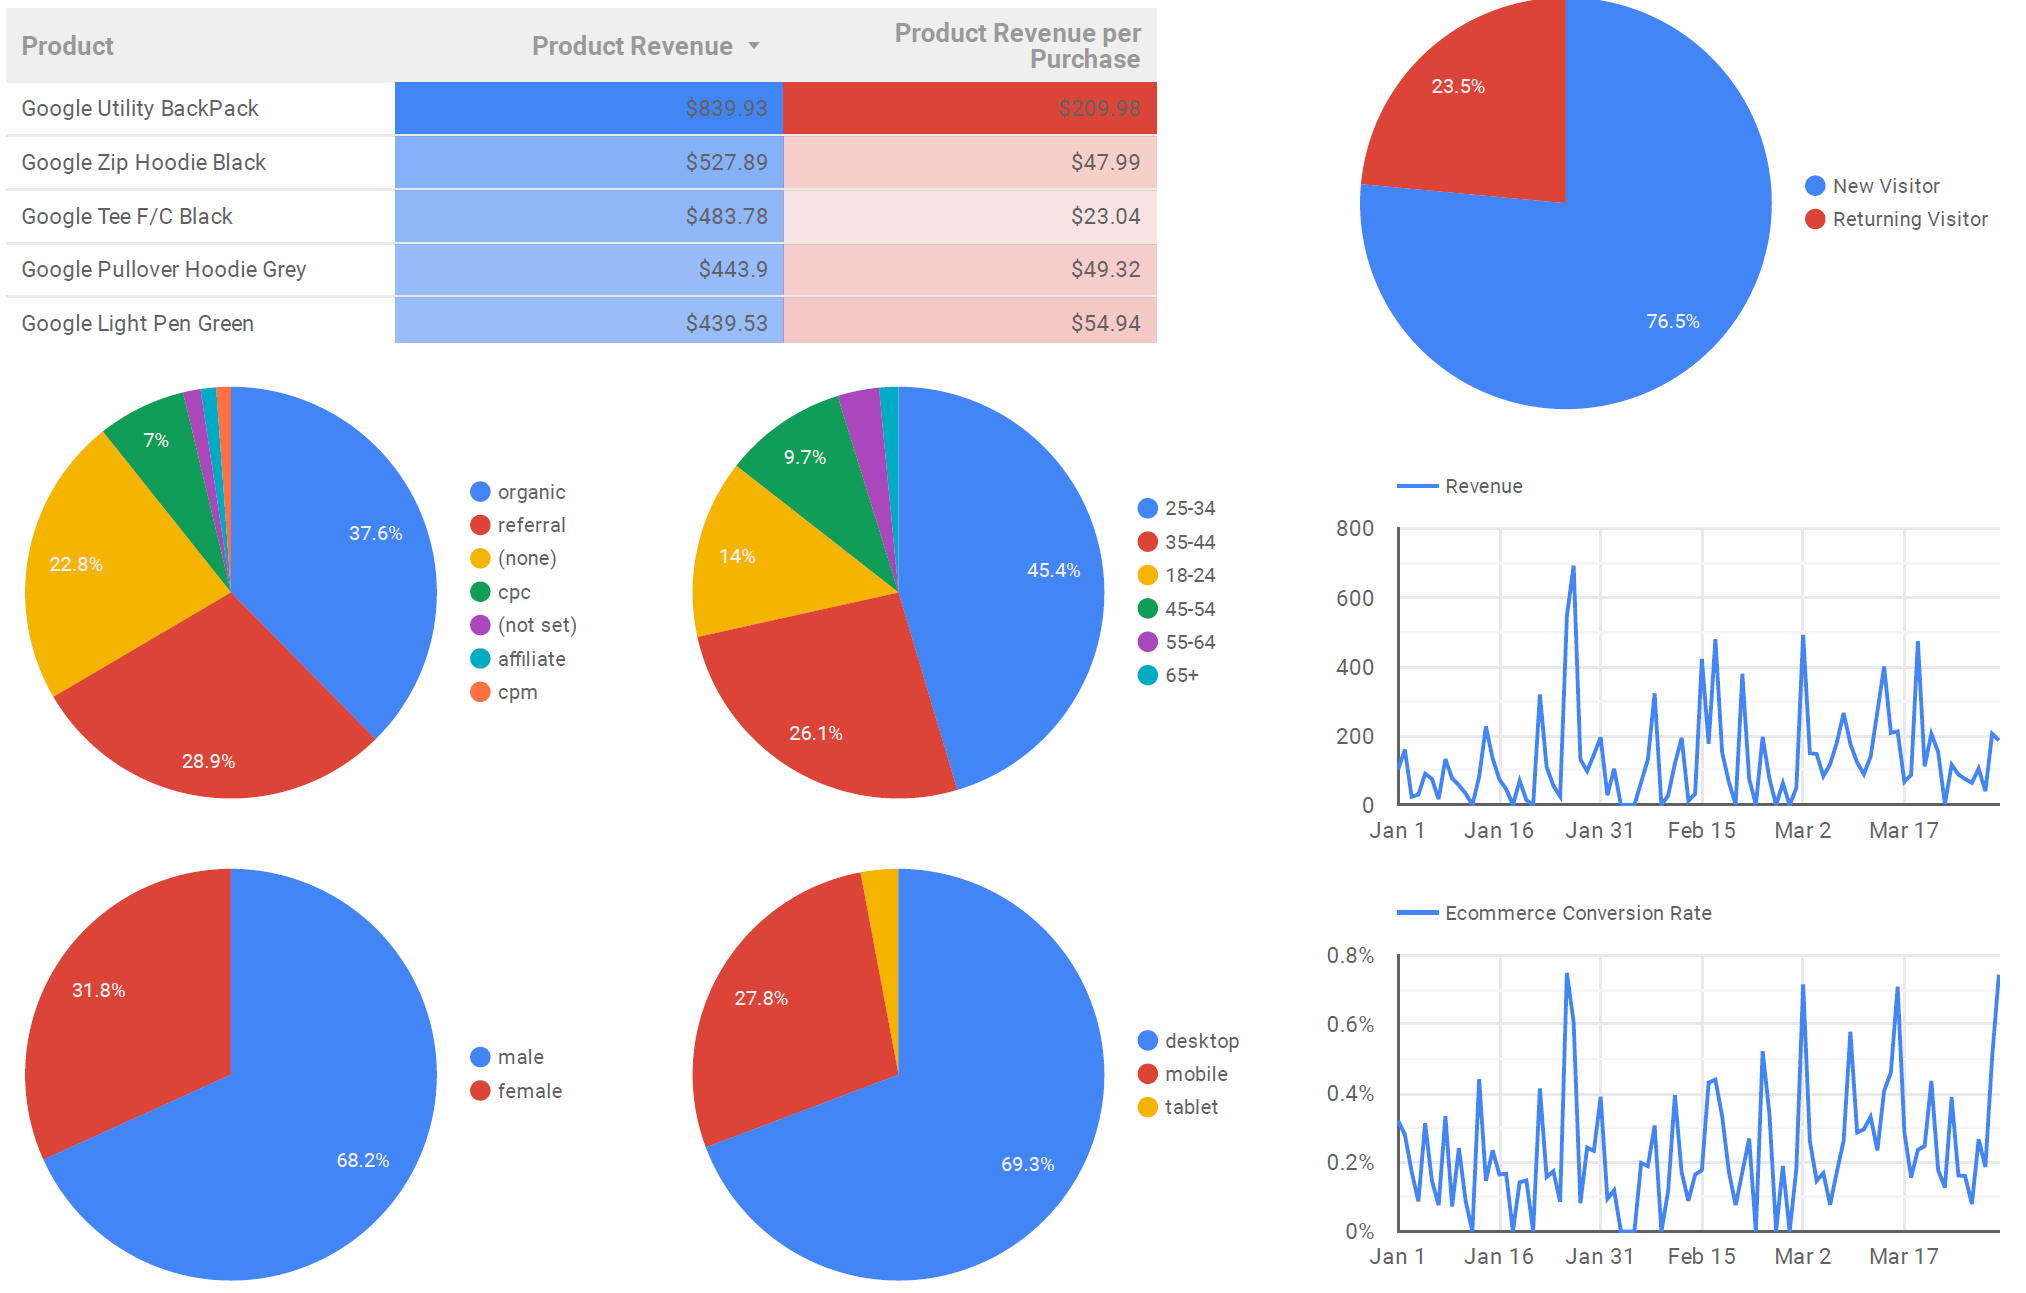 Product Product Revenue Product Revenue per
Purchase
Google Utility BackPack $839.93 $209.98
Google Zip Hoodie Black $527.89 $47.99
Google Tee F/C Black $483.78 $23.04
Google Pullover Hoodie Grey $443.9 $49.32
Google Light Pen Green $439.53 $54.94
23.5%
76.5%
New Visitor
Returning Visitor
37.6%
28.9%
22.8%
7%
organic
referral
(none)
cpc
(not set)
affiliate
cpm
45.4%
26.1%
14%
9.7%
25-34
35-44
18-24
45-54
55-64
65+
Revenue
800
600
400
200
0
Jan 1 Jan 16 Jan 31 Feb 15 Mar 2 Mar 17
31.8%
68.2%
male
female
27.8%
69.3%
desktop
mobile
tablet
Ecommerce Conversion Rate
0.8%
0.6%
0.4%
0.2%
0%
Jan 1 Jan 16 Jan 31 Feb 15 Mar 2 Mar 17